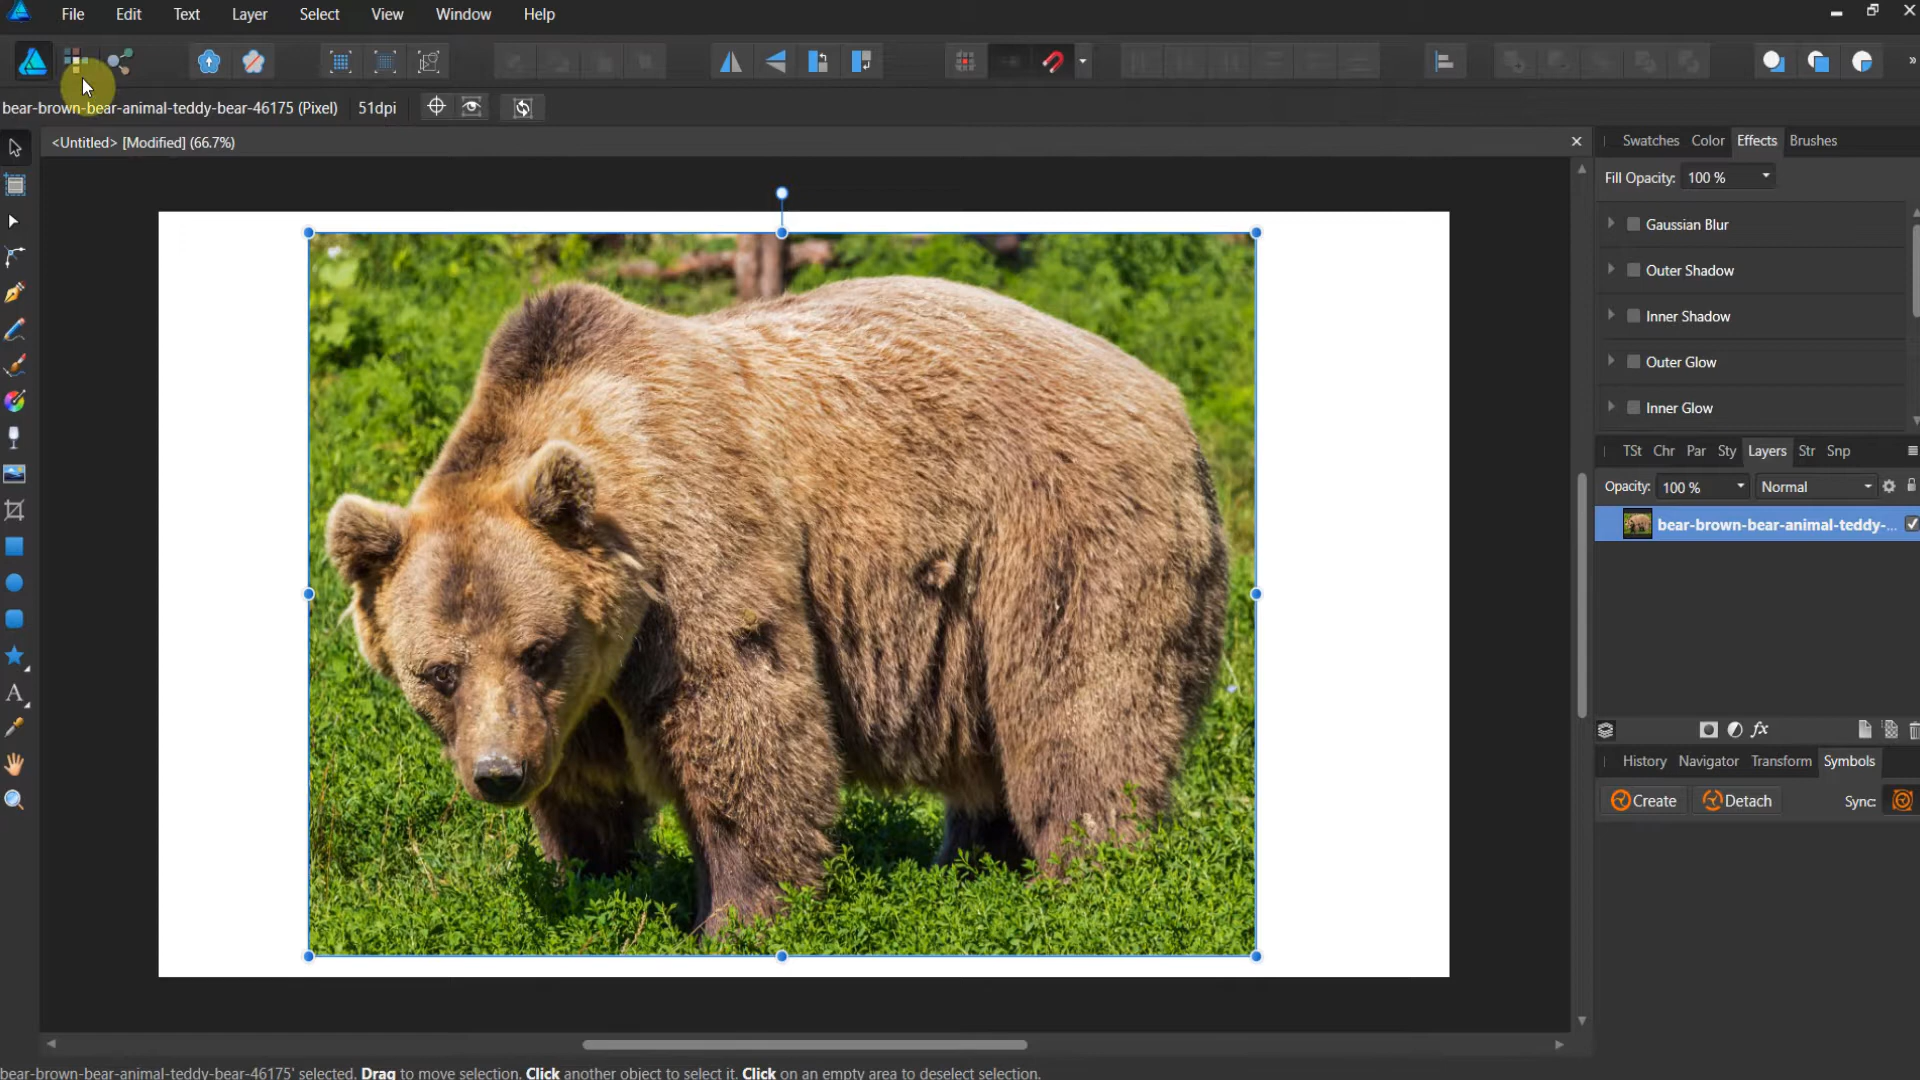 File Edit Text Layer Select View Window Help
bear-brown-bear-animal-teddy-bear-46175 (Pixel) 51dpi
<Untitled> [Modified] (66.7%)
Swatches Color Effects Brushes
Fill Opacity: 100 %
Gaussian Blur
Outer Shadow
Inner Shadow
Outer Glow
Inner Glow
TSt Chr Par Sty Layers Str Snp
Opacity: 100 % Normal
bear-brown-bear-animal-teddy-...
fx
History Navigator Transform Symbols
Create Detach Sync:
bear-brown-bear-animal-teddy-bear-46175' selected. Drag to move selection. Click another object to select it. Click on an empty area to deselect selection.